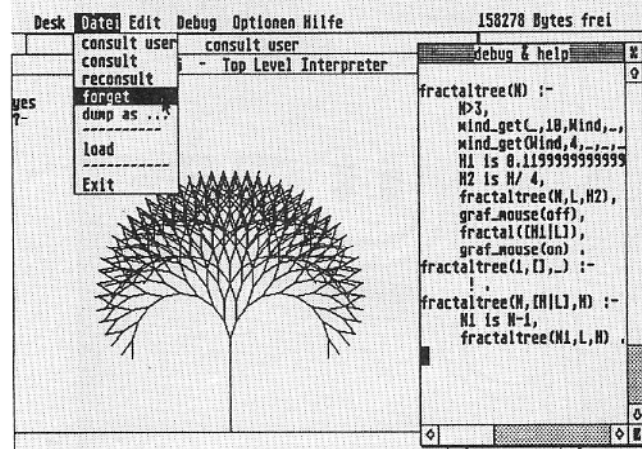 Desk Datei Edit Debug Optionen Hilfe 158278 Bytes frei
consult user
consult
reconsult
forget
dump as ...
-----------
load
-----------
Exit
consult user
- Top Level Interpreter
yes
?-
debug & help
fractaltree(N) :-
N>3,
wind_get(_,10,Wind,_,
wind_get(Wind,4,_,_,_
H1 is 0.1199999999999
H2 is H/ 4,
fractaltree(N,L,H2),
graf_mouse(off),
fractal([H1|L]),
graf_mouse(on) .
fractaltree(1,[],_) :-
! .
fractaltree(N,[H|L],H) :-
N1 is N-1,
fractaltree(N1,L,H) .